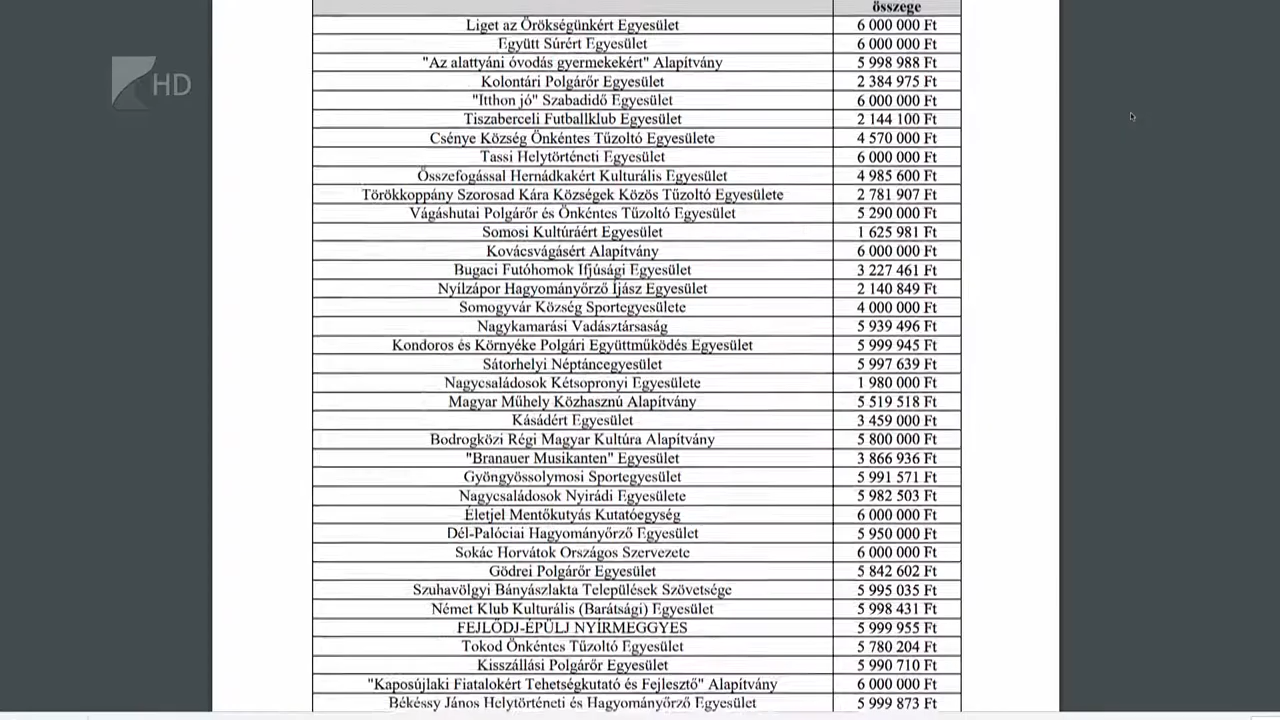 összege
Liget az Örökségünkért Egyesület 6 000 000 Ft
Együtt Súrért Egyesület 6 000 000 Ft
"Az alattyáni óvodás gyermekekért" Alapítvány 5 998 988 Ft
HD
Kolontári Polgárőr Egyesület 2 384 975 Ft
"Itthon jó" Szabadidő Egyesület 6 000 000 Ft
Tiszaberceli Futballklub Egyesület 2 144 100 Ft
Csénye Község Önkéntes Tűzoltó Egyesülete 4 570 000 Ft
Tassi Helytörténeti Egyesület 6 000 000 Ft
Összefogással Hernádkakért Kulturális Egyesület 4 985 600 Ft
Törökkoppány Szorosad Kára Községek Közös Tűzoltó Egyesülete 2 781 907 Ft
Vágáshutai Polgárőr és Önkéntes Tűzoltó Egyesület 5 290 000 Ft
Somosi Kultúráért Egyesület 1 625 981 Ft
Kovácsvágásért Alapítvány 6 000 000 Ft
Bugaci Futóhomok Ifjúsági Egyesület 3 227 461 Ft
Nyílzápor Hagyományőrző Íjász Egyesület 2 140 849 Ft
Somogyvár Község Sportegyesülete 4 000 000 Ft
Nagykamarási Vadásztársaság 5 939 496 Ft
Kondoros és Környéke Polgári Együttműködés Egyesület 5 999 945 Ft
Sátorhelyi Néptáncegyesület 5 997 639 Ft
Nagycsaládosok Kétsopronyi Egyesülete 1 980 000 Ft
Magyar Műhely Közhasznú Alapítvány 5 519 518 Ft
Kásádért Egyesület 3 459 000 Ft
Bodrogközi Régi Magyar Kultúra Alapítvány 5 800 000 Ft
"Branauer Musikanten" Egyesület 3 866 936 Ft
Gyöngyössolymosi Sportegyesület 5 991 571 Ft
Nagycsaládosok Nyirádi Egyesülete 5 982 503 Ft
Életjel Mentőkutyás Kutatóegység 6 000 000 Ft
Dél-Palóciai Hagyományőrző Egyesület 5 950 000 Ft
Sokác Horvátok Országos Szervezete 6 000 000 Ft
Gödrei Polgárőr Egyesület 5 842 602 Ft
Szuhavölgyi Bányászlakta Települések Szövetsége 5 995 035 Ft
Német Klub Kulturális (Barátsági) Egyesület 5 998 431 Ft
FEJLŐDJ-ÉPÜLJ NYÍRMEGGYES 5 999 955 Ft
Tokod Önkéntes Tűzoltó Egyesület 5 780 204 Ft
Kisszállási Polgárőr Egyesület 5 990 710 Ft
"Kaposújlaki Fiatalokért Tehetségkutató és Fejlesztő" Alapítvány 6 000 000 Ft
Békéssy János Helytörténeti és Hagyományőrző Egyesület 5 999 873 Ft